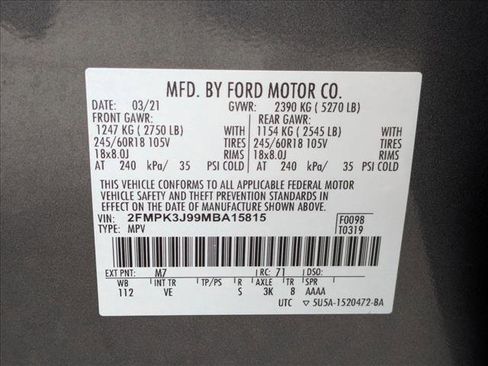 MFD. BY FORD MOTOR CO.
DATE: 03/21 GVWR: 2390 KG ( 5270 LB)
FRONT GAWR: REAR GAWR:
1247 KG ( 2750 LB) WITH 1154 KG ( 2545 LB) WITH
245/60R18 105V TIRES 245/60R18 105V TIRES
18x8.0J RIMS 18x8.0J RIMS
AT 240 kPa/ 35 PSI COLD AT 240 kPa/ 35 PSI COLD
THIS VEHICLE CONFORMS TO ALL APPLICABLE FEDERAL MOTOR
VEHICLE SAFETY AND THEFT PREVENTION STANDARDS IN EFFECT ON
THE DATE OF MANUFACTURE SHOWN ABOVE.
VIN: 2FMPK3J99MBA15815 F0098
TYPE: MPV T0319
EXT PNT: M7 RC: 71 DSO:
WB INT TR TP/PS R AXLE TR SPR
112 VE S 3K 8 AAAA
UTC ▽ 5U5A-1520472-BA